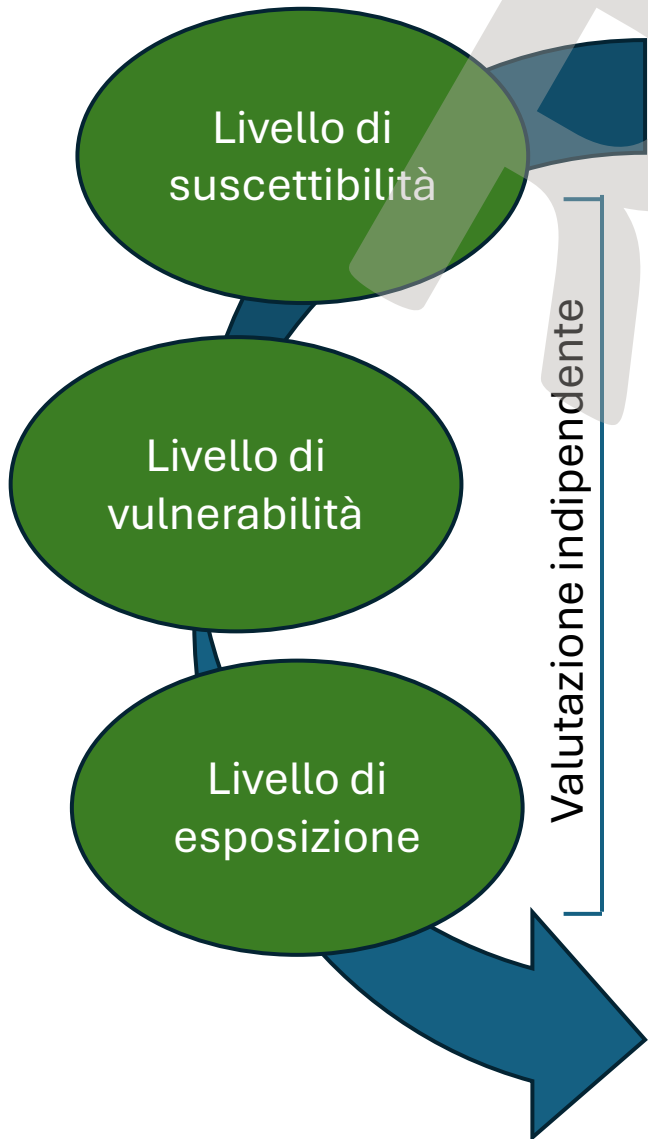 Livello di
suscettibilità
Livello di
vulnerabilità
Livello di
esposizione
Valutazione indipendente